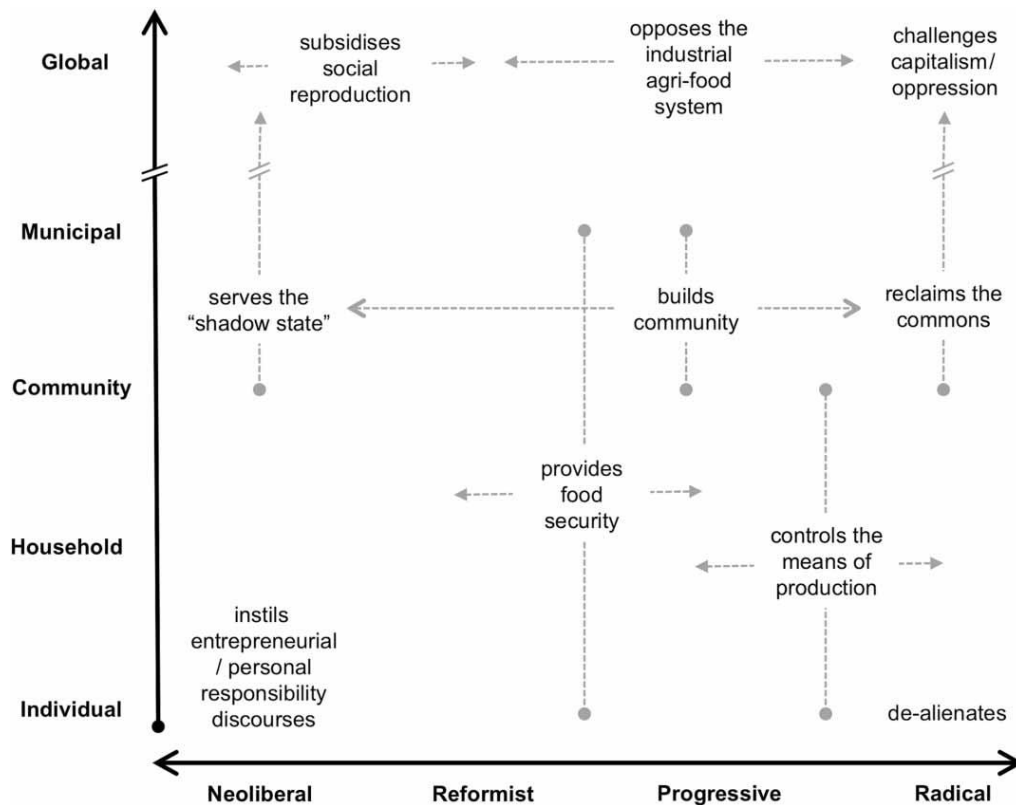 Global
subsidises
social
reproduction
opposes the
industrial
agri-food
system
challenges
capitalism/
oppression
Municipal
serves the
“shadow state”
builds
community
reclaims the
commons
Community
provides
food
security
Household
controls the
means of
production
instils
entrepreneurial
/ personal
responsibility
discourses
Individual
de-alienates
Neoliberal Reformist Progressive Radical